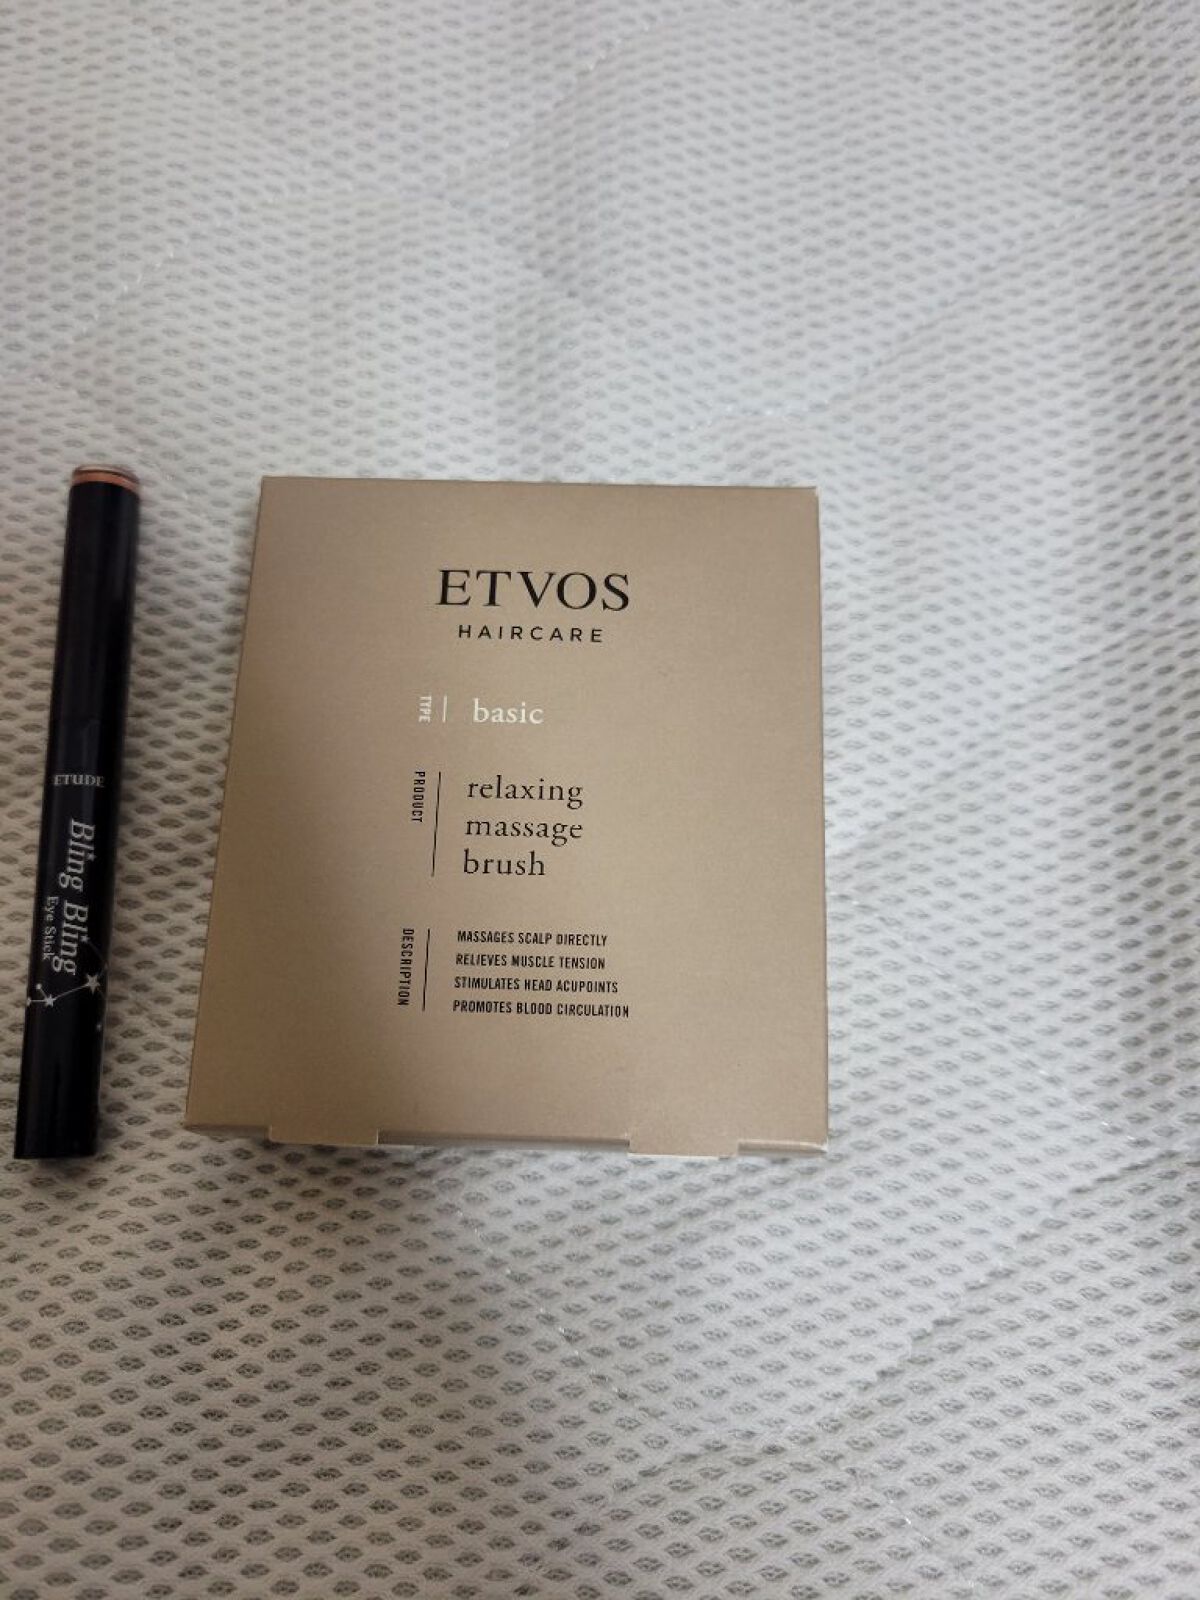 ETUDE
Bling Bling
Eye Stick
ETVOS
HAIRCARE
TYPE
basic
PRODUCT
relaxing
massage
brush
DESCRIPTION
MASSAGES SCALP DIRECTLY
RELIEVES MUSCLE TENSION
STIMULATES HEAD ACUPOINTS
PROMOTES BLOOD CIRCULATION